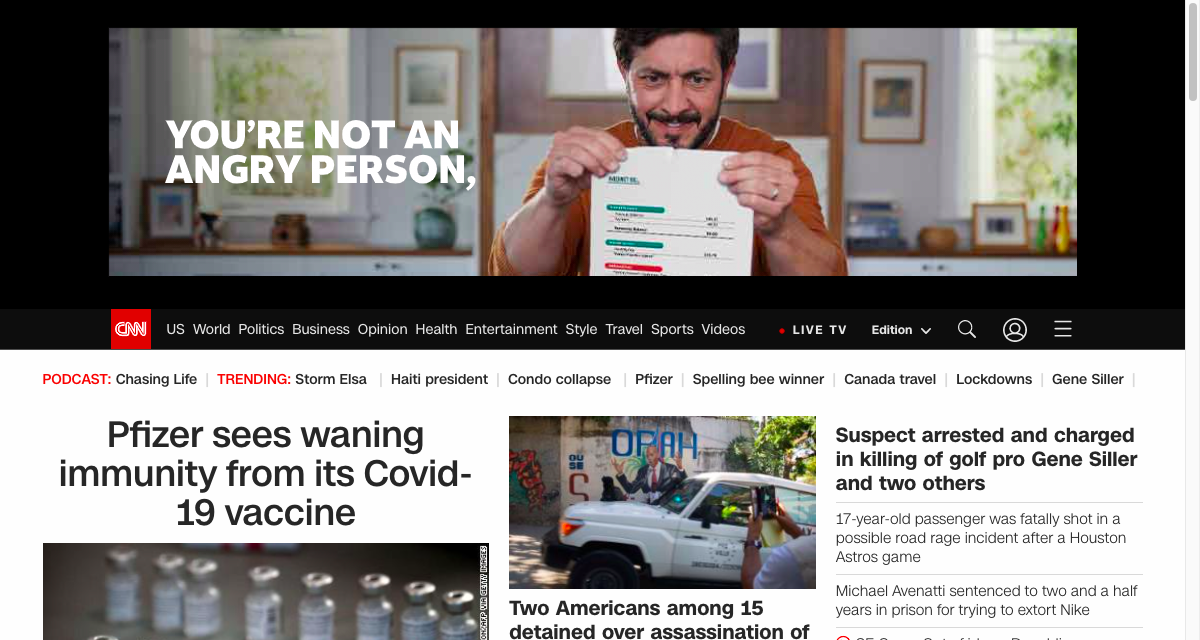 YOU'RE NOT AN
ANGRY PERSON,
CNN
US World Politics Business Opinion Health Entertainment Style Travel Sports Videos
LIVE TV
Edition
PODCAST: Chasing Life | TRENDING: Storm Elsa | Haiti president | Condo collapse | Pfizer | Spelling bee winner | Canada travel | Lockdowns | Gene Siller |
Pfizer sees waning
immunity from its Covid-
19 vaccine
VIA GETTY IMAGES
OPAH
OU
SE
S
Two Americans among 15
detained over assassination of
Suspect arrested and charged
in killing of golf pro Gene Siller
and two others
17-year-old passenger was fatally shot in a
possible road rage incident after a Houston
Astros game
Michael Avenatti sentenced to two and a half
years in prison for trying to extort Nike